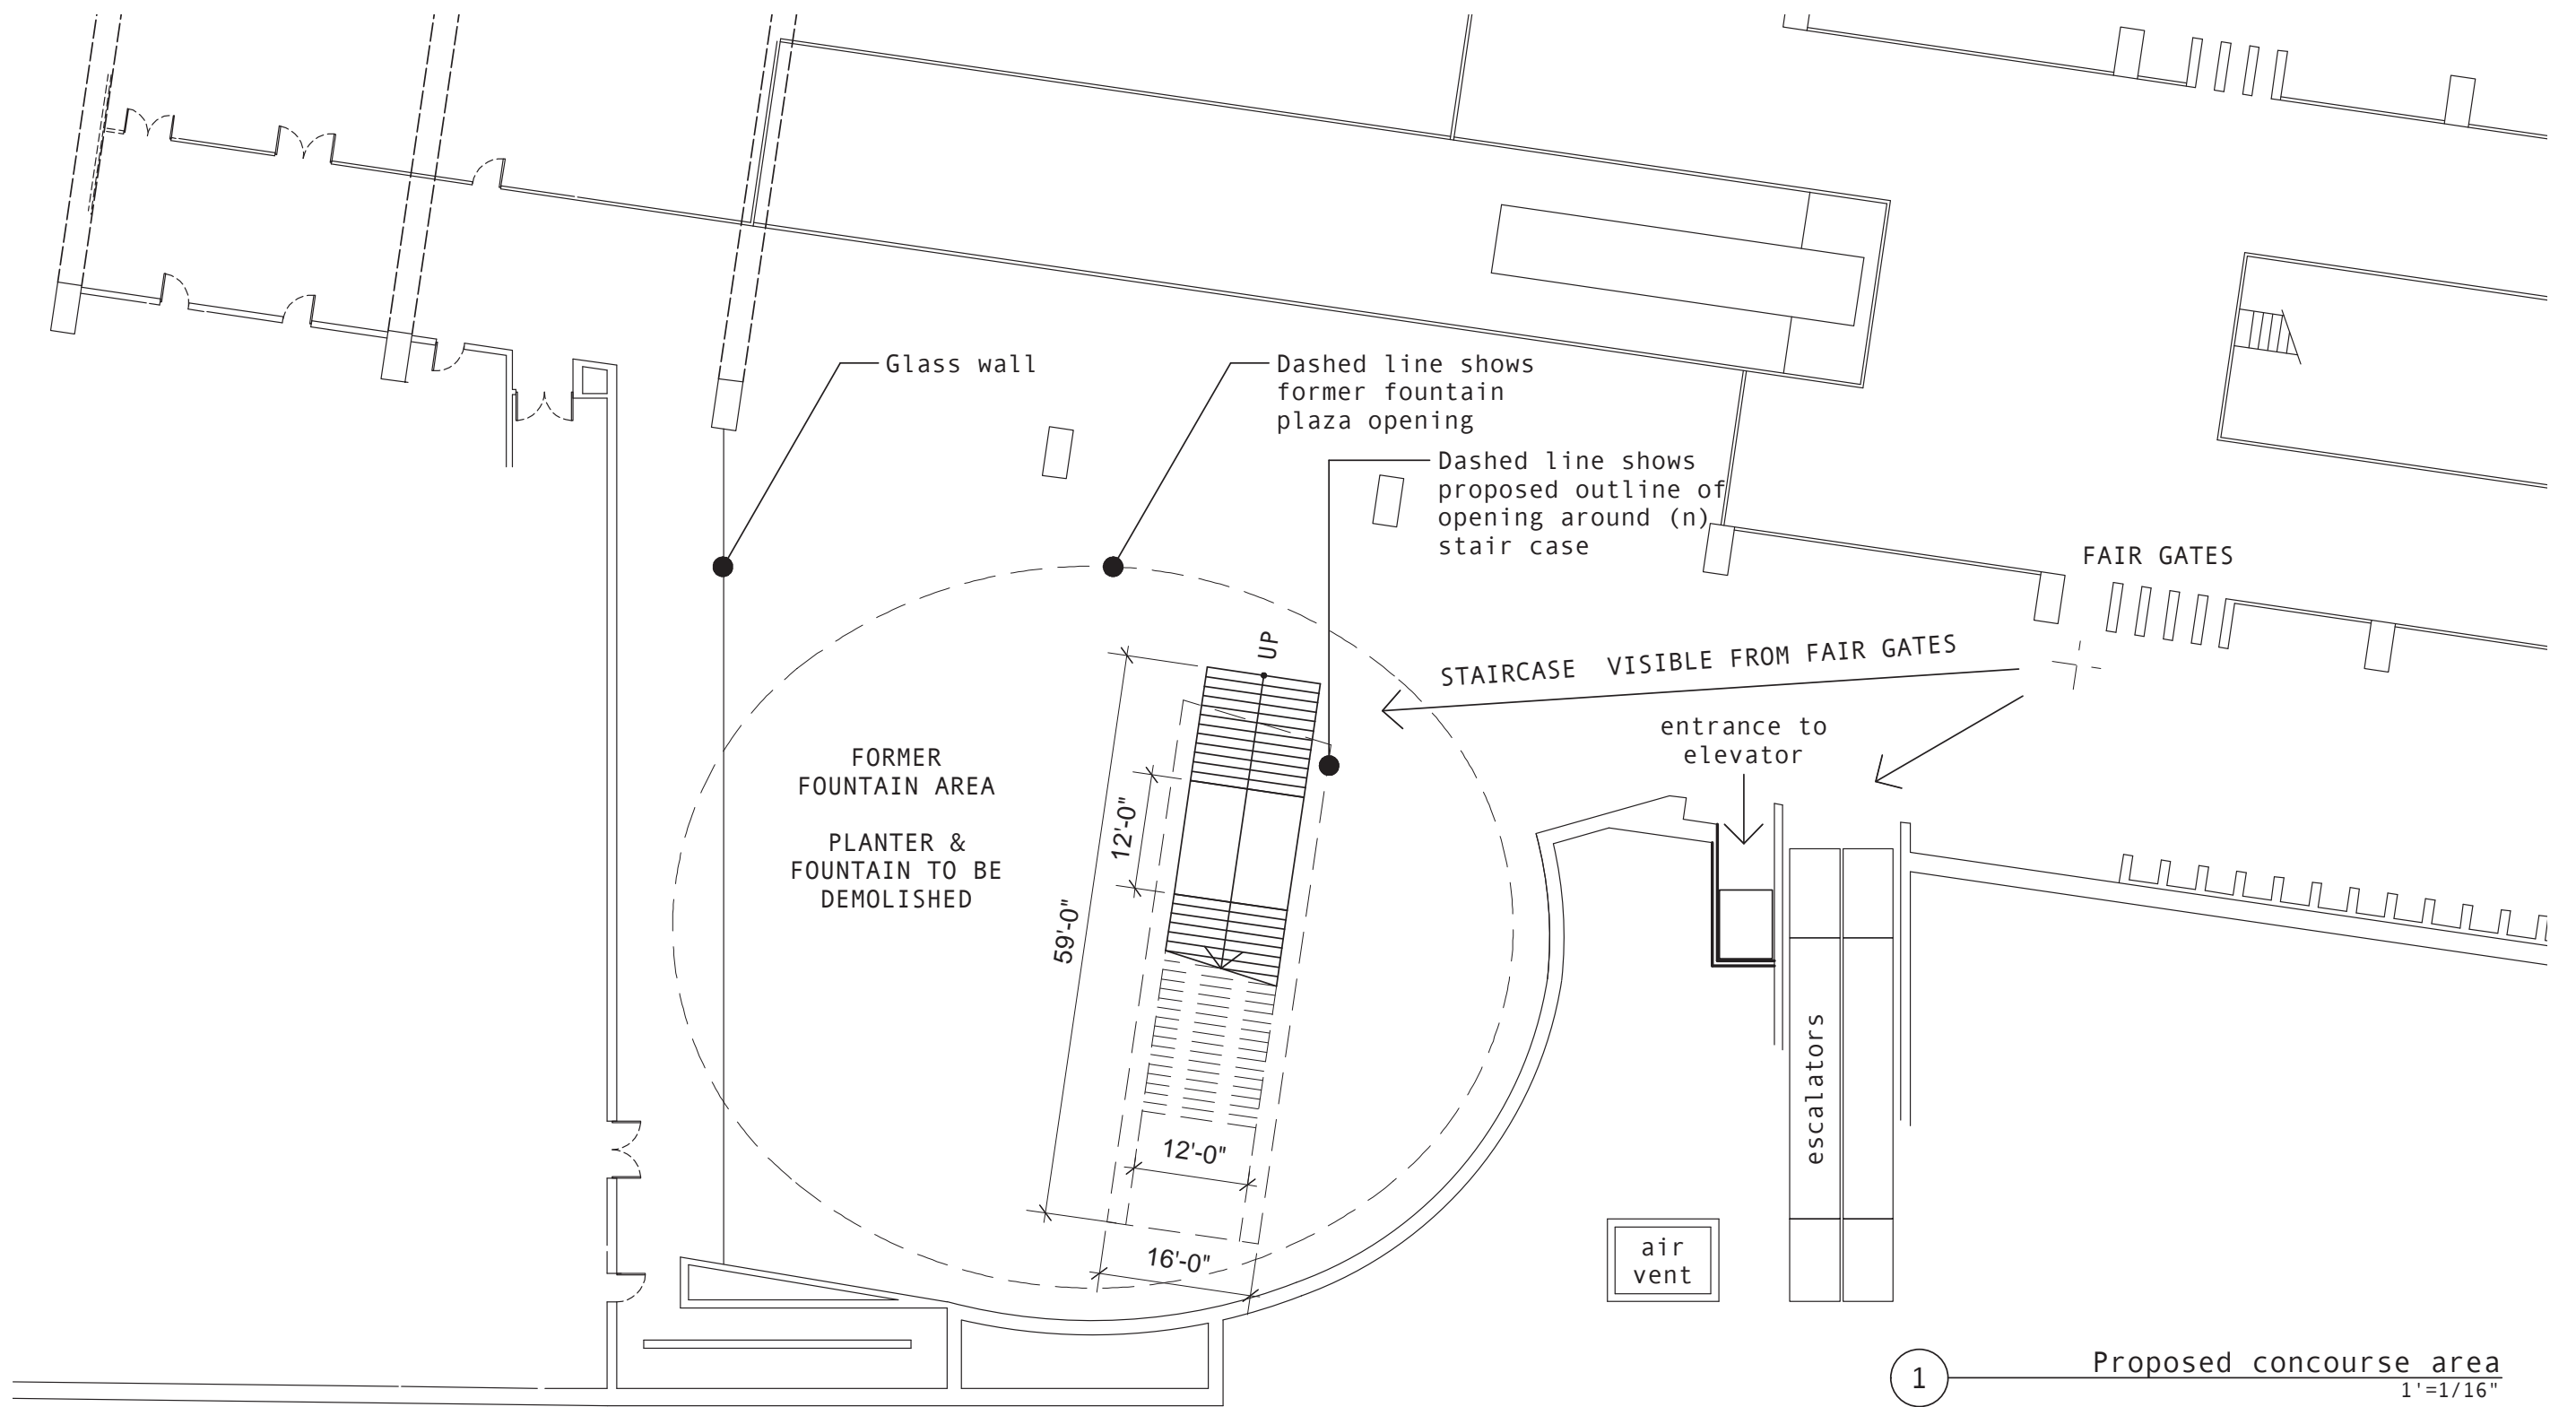 Glass wall
Dashed line shows
former fountain
plaza opening
Dashed line shows
proposed outline of
opening around (n)
stair case
FAIR GATES
UP
STAIRCASE VISIBLE FROM FAIR GATES
entrance to
elevator
FORMER
FOUNTAIN AREA
PLANTER &
FOUNTAIN TO BE
DEMOLISHED
12'-0"
59'-0"
12'-0"
16'-0"
escalators
air
vent
1
Proposed concourse area
1'=1/16"